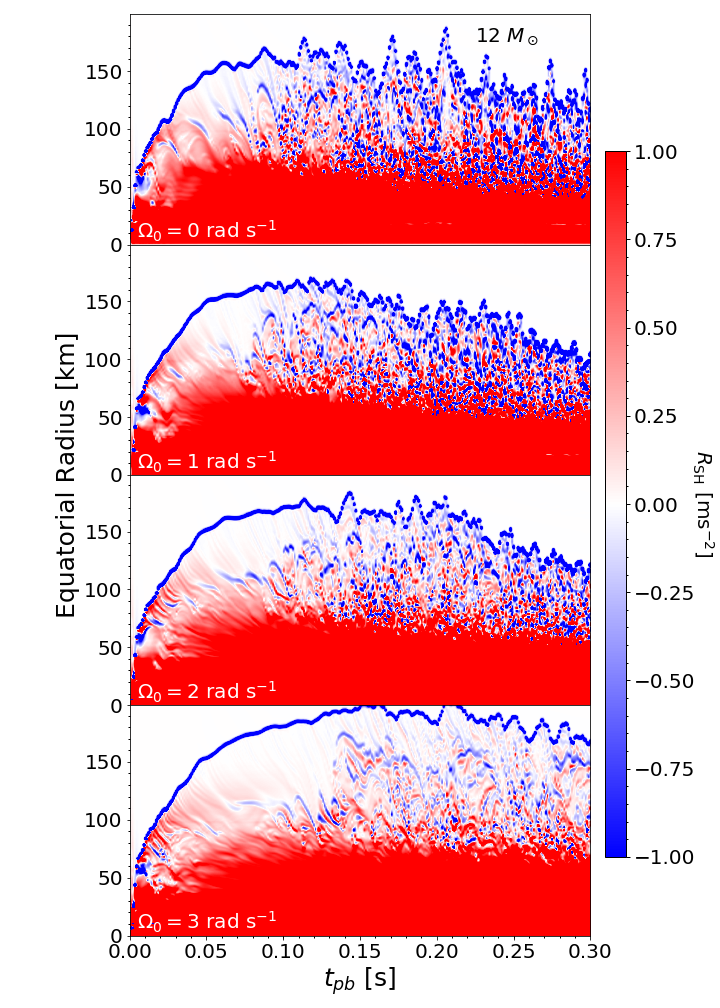 12 M⊙
150
100
50
0
Ω₀ = 0 rad s⁻¹
150
100
50
0
Ω₀ = 1 rad s⁻¹
150
100
50
0
Ω₀ = 2 rad s⁻¹
150
100
50
0
Ω₀ = 3 rad s⁻¹
0.00 0.05 0.10 0.15 0.20 0.25 0.30
t_pb [s]
Equatorial Radius [km]
1.00
0.75
0.50
0.25
0.00
−0.25
−0.50
−0.75
−1.00
R_SH [ms⁻²]